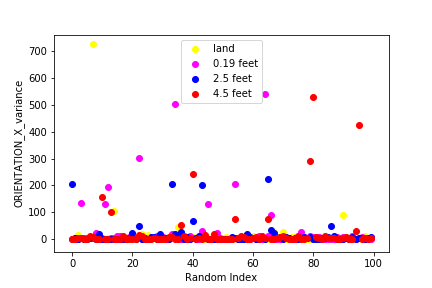 700
600
500
400
300
200
100
0
ORIENTATION_X_variance
land
0.19 feet
2.5 feet
4.5 feet
0 20 40 60 80 100
Random Index